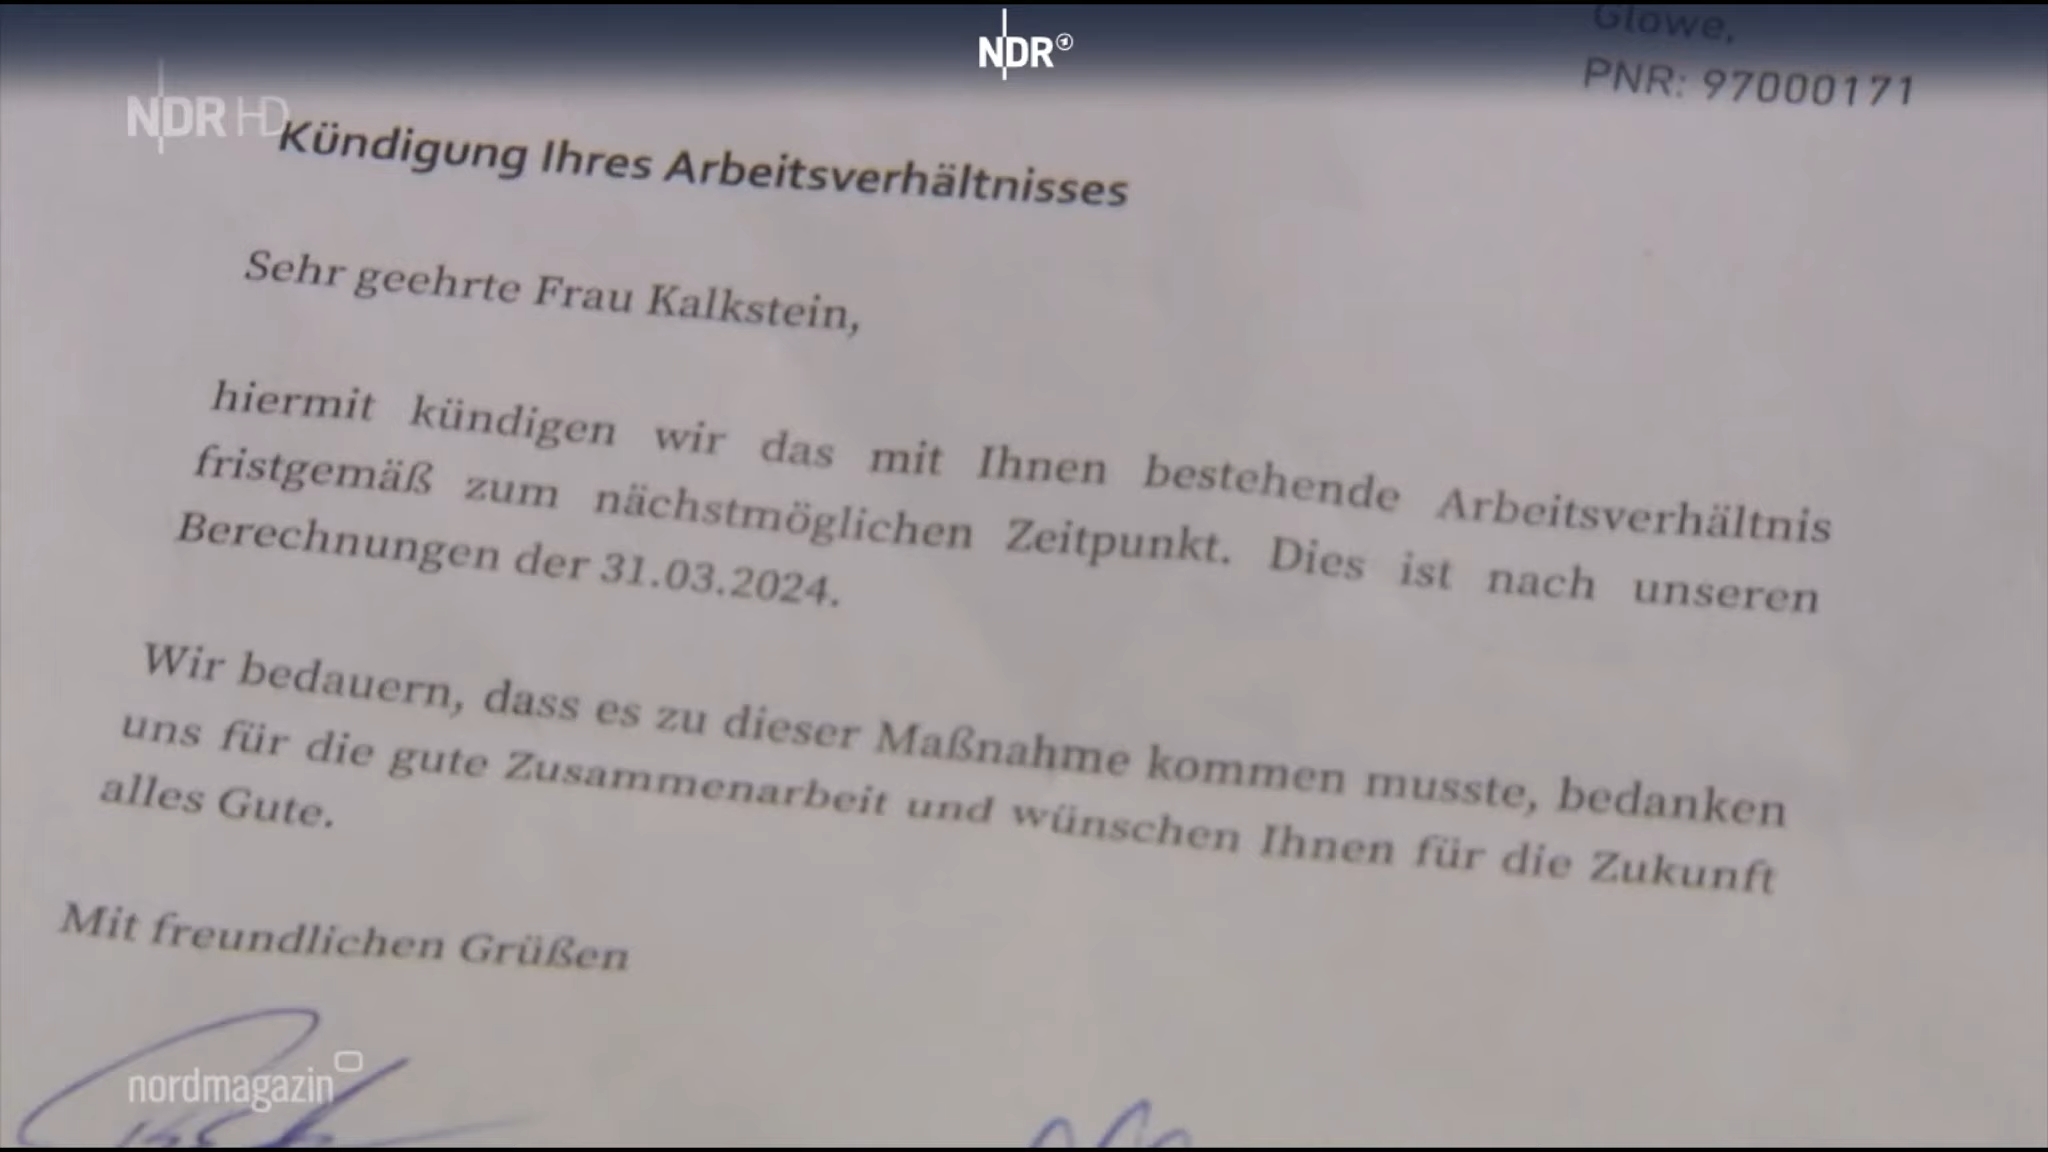 NDR
Glowe,
PNR: 97000171
NDR HD
Kündigung Ihres Arbeitsverhältnisses
Sehr geehrte Frau Kalkstein,
hiermit kündigen wir das mit Ihnen bestehende Arbeitsverhältnis
fristgemäß zum nächstmöglichen Zeitpunkt. Dies ist nach unseren
Berechnungen der 31.03.2024.
Wir bedauern, dass es zu dieser Maßnahme kommen musste, bedanken
uns für die gute Zusammenarbeit und wünschen Ihnen für die Zukunft
alles Gute.
Mit freundlichen Grüßen
nordmagazin